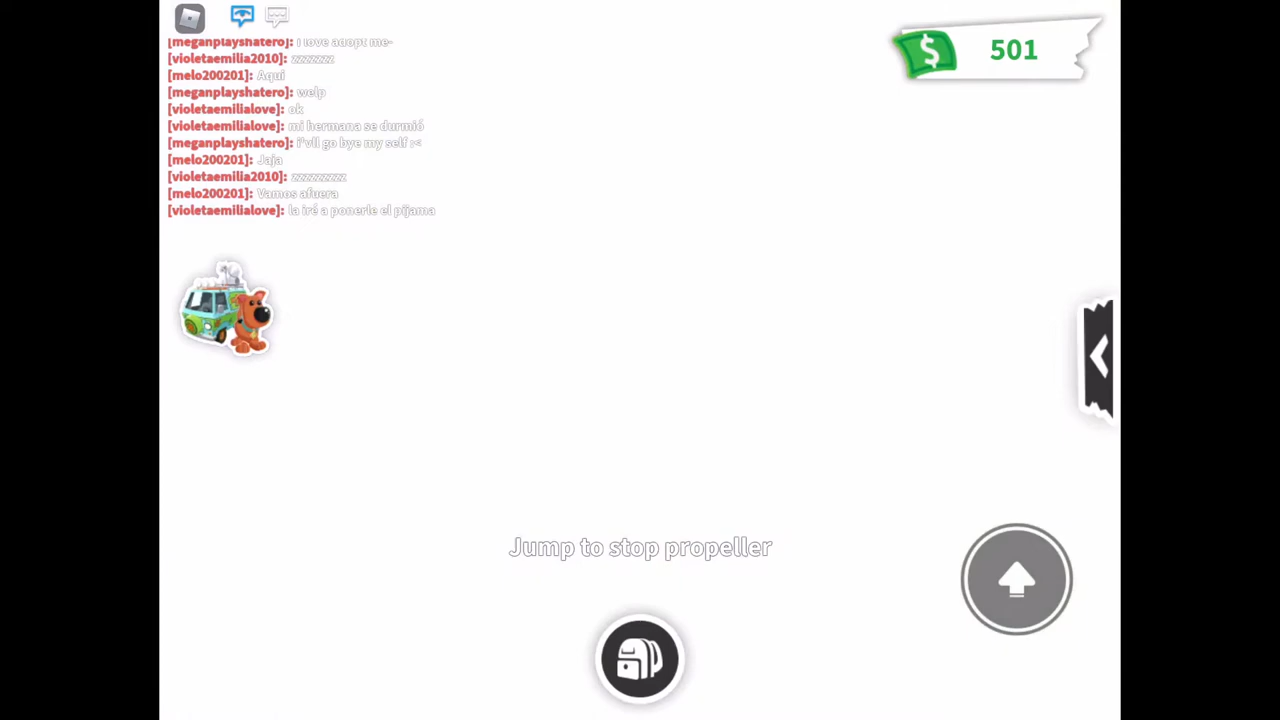 [meganplayshatero]: i love adopt me-
[violetaemilia2010]: zzzzzzz
[melo200201]: Aqui
[meganplayshatero]: welp
[violetaemilialove]: ok
[violetaemilialove]: mi hermana se durmió
[meganplayshatero]: i'vll go bye my self :<
[melo200201]: Jaja
[violetaemilia2010]: zzzzzzzzz
[melo200201]: Vamos afuera
[violetaemilialove]: la iré a ponerle el pijama
501
Jump to stop propeller